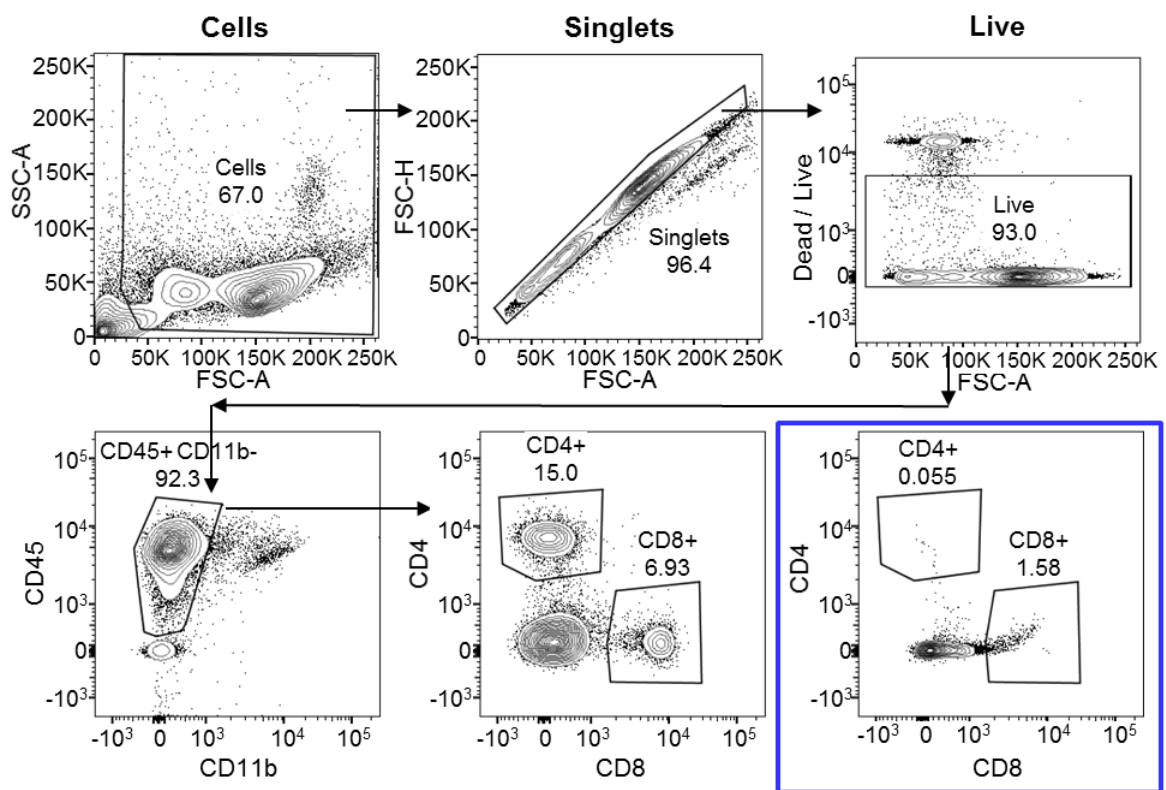 Cells
Singlets
Live
250K
200K
150K
100K
50K
0
SSC-A
Cells
67.0
0 50K 100K 150K 200K 250K
FSC-A
250K
200K
150K
100K
50K
0
FSC-H
Singlets
96.4
0 50K 100K 150K 200K 250K
FSC-A
10⁵
10⁴
10³
0
-10³
Dead / Live
Live
93.0
0 50K 100K 150K 200K 250K
FSC-A
10⁵
10⁴
10³
0
-10³
CD45
CD45+ CD11b-
92.3
-10³ 0 10³ 10⁴ 10⁵
CD11b
10⁵
10⁴
10³
0
-10³
CD4
CD4+
15.0
CD8+
6.93
-10³ 0 10³ 10⁴ 10⁵
CD8
10⁵
10⁴
10³
0
-10³
CD4
CD4+
0.055
CD8+
1.58
-10³ 0 10³ 10⁴ 10⁵
CD8